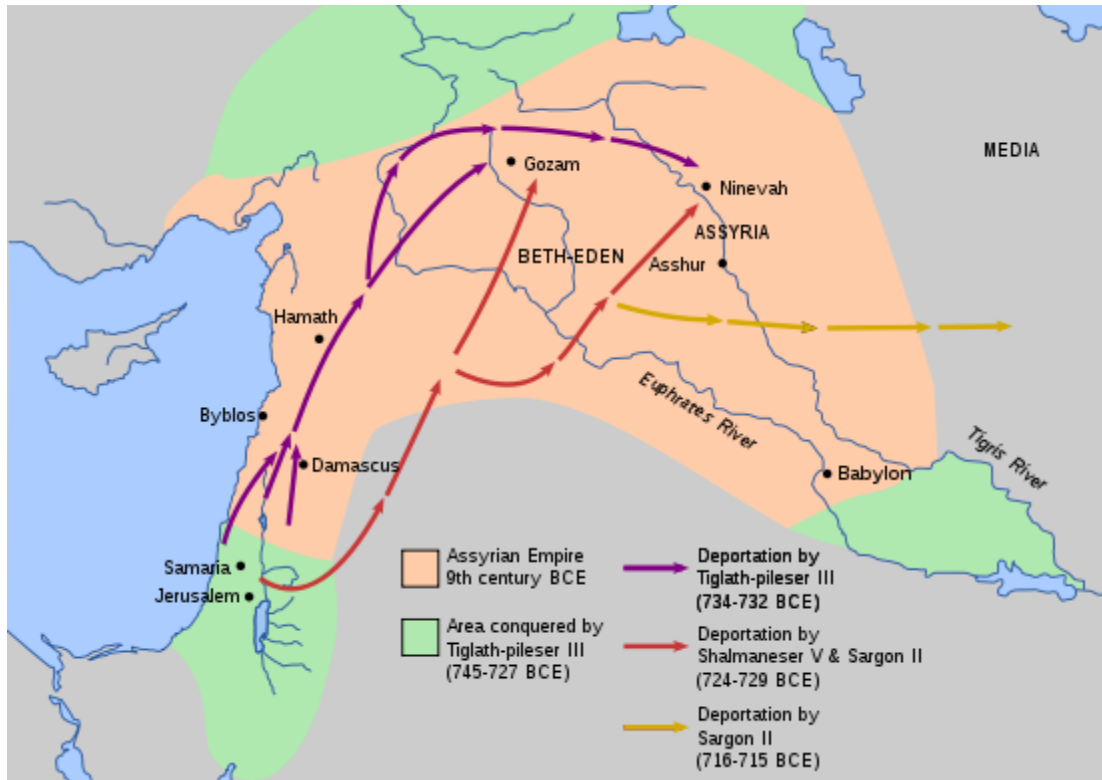 MEDIA
Gozam
Ninevah
ASSYRIA
BETH-EDEN
Asshur
Hamath
Byblos
Euphrates River
Tigris River
Damascus
Babylon
Samaria
Jerusalem
Assyrian Empire
9th century BCE
Area conquered by
Tiglath-pileser III
(745-727 BCE)
Deportation by
Tiglath-pileser III
(734-732 BCE)
Deportation by
Shalmaneser V & Sargon II
(724-729 BCE)
Deportation by
Sargon II
(716-715 BCE)